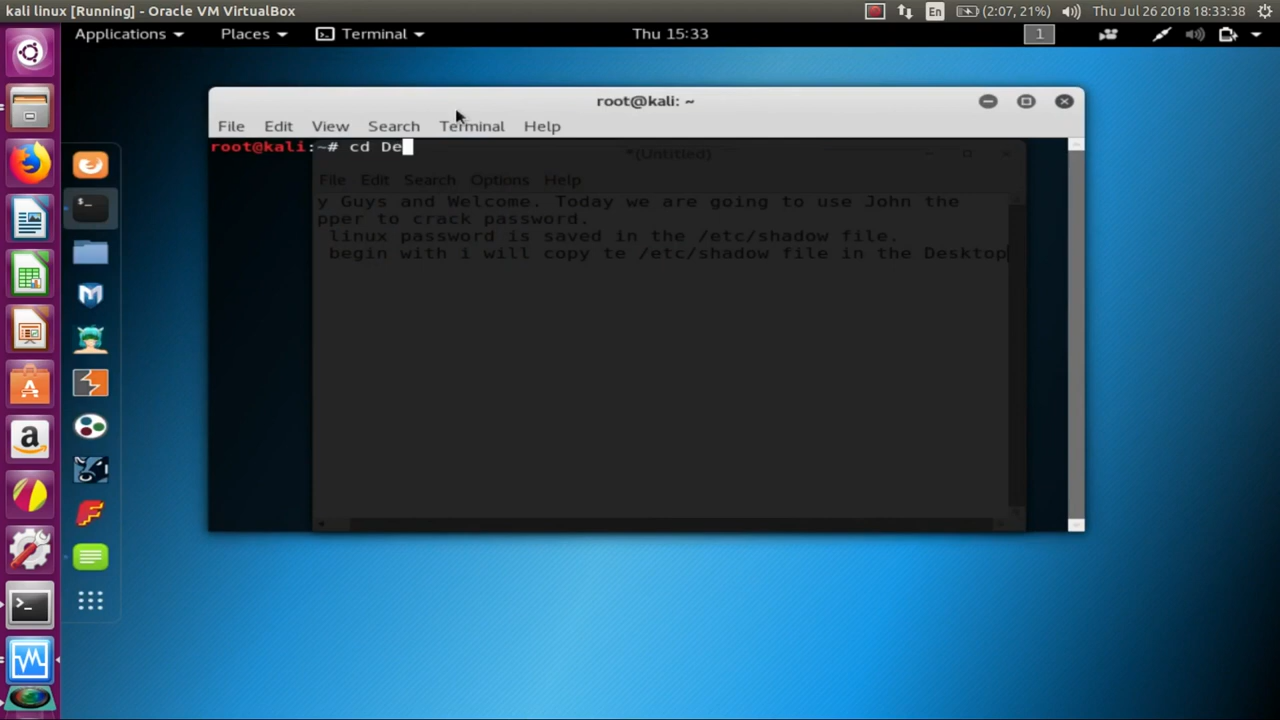 kali linux [Running] - Oracle VM VirtualBox
En (2:07, 21%) Thu Jul 26 2018 18:33:38
Applications Places Terminal Thu 15:33 1
root@kali: ~
File Edit View Search Terminal Help
root@kali:~# cd De
*(Untitled)
File Edit Search Options Help
y Guys and Welcome. Today we are going to use John the
pper to crack password.
linux password is saved in the /etc/shadow file.
begin with i will copy te /etc/shadow file in the Desktop